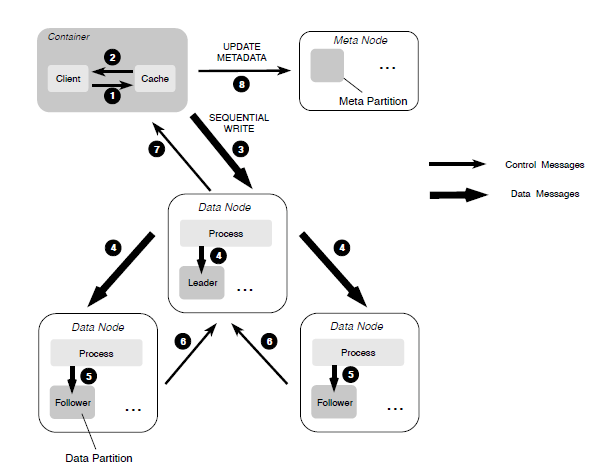 Container
Client
Cache
2
1
UPDATE
METADATA
8
Meta Node
...
Meta Partition
SEQUENTIAL
WRITE
3
7
Control Messages
Data Messages
Data Node
Process
4
Leader
...
4
4
6
6
Data Node
Process
5
Follower
...
Data Partition
Data Node
Process
5
Follower
...